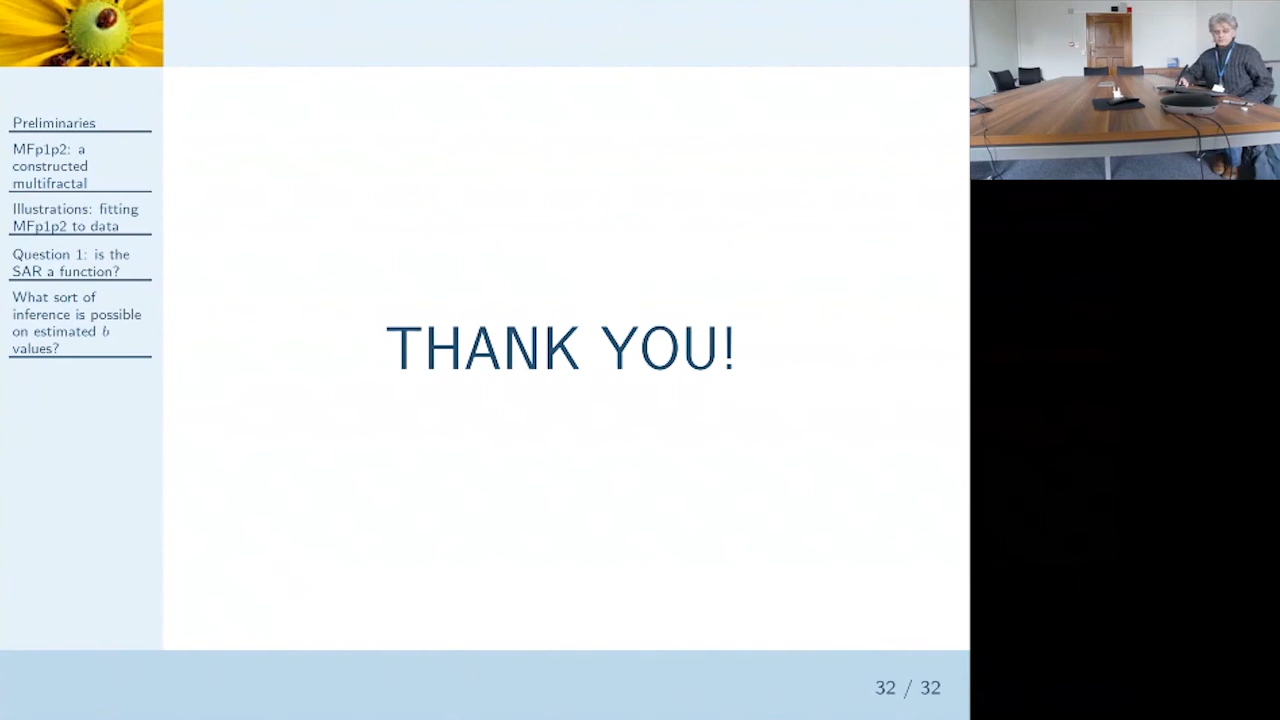 Preliminaries
MFp1p2: a
constructed
multifractal
Illustrations: fitting
MFp1p2 to data
Question 1: is the
SAR a function?
What sort of
inference is possible
on estimated b
values?
THANK YOU!
32 / 32